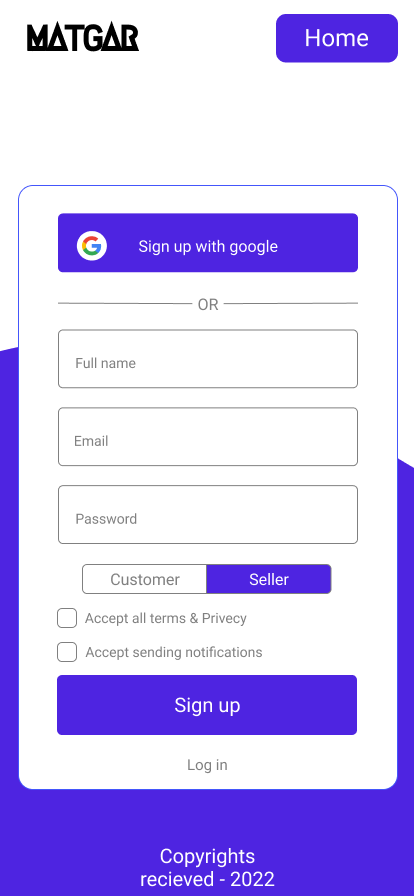 MATGAR
Home
Sign up with google
OR
Full name
Email
Password
Customer
Seller
Accept all terms & Privecy
Accept sending notifications
Sign up
Log in
Copyrights
recieved - 2022